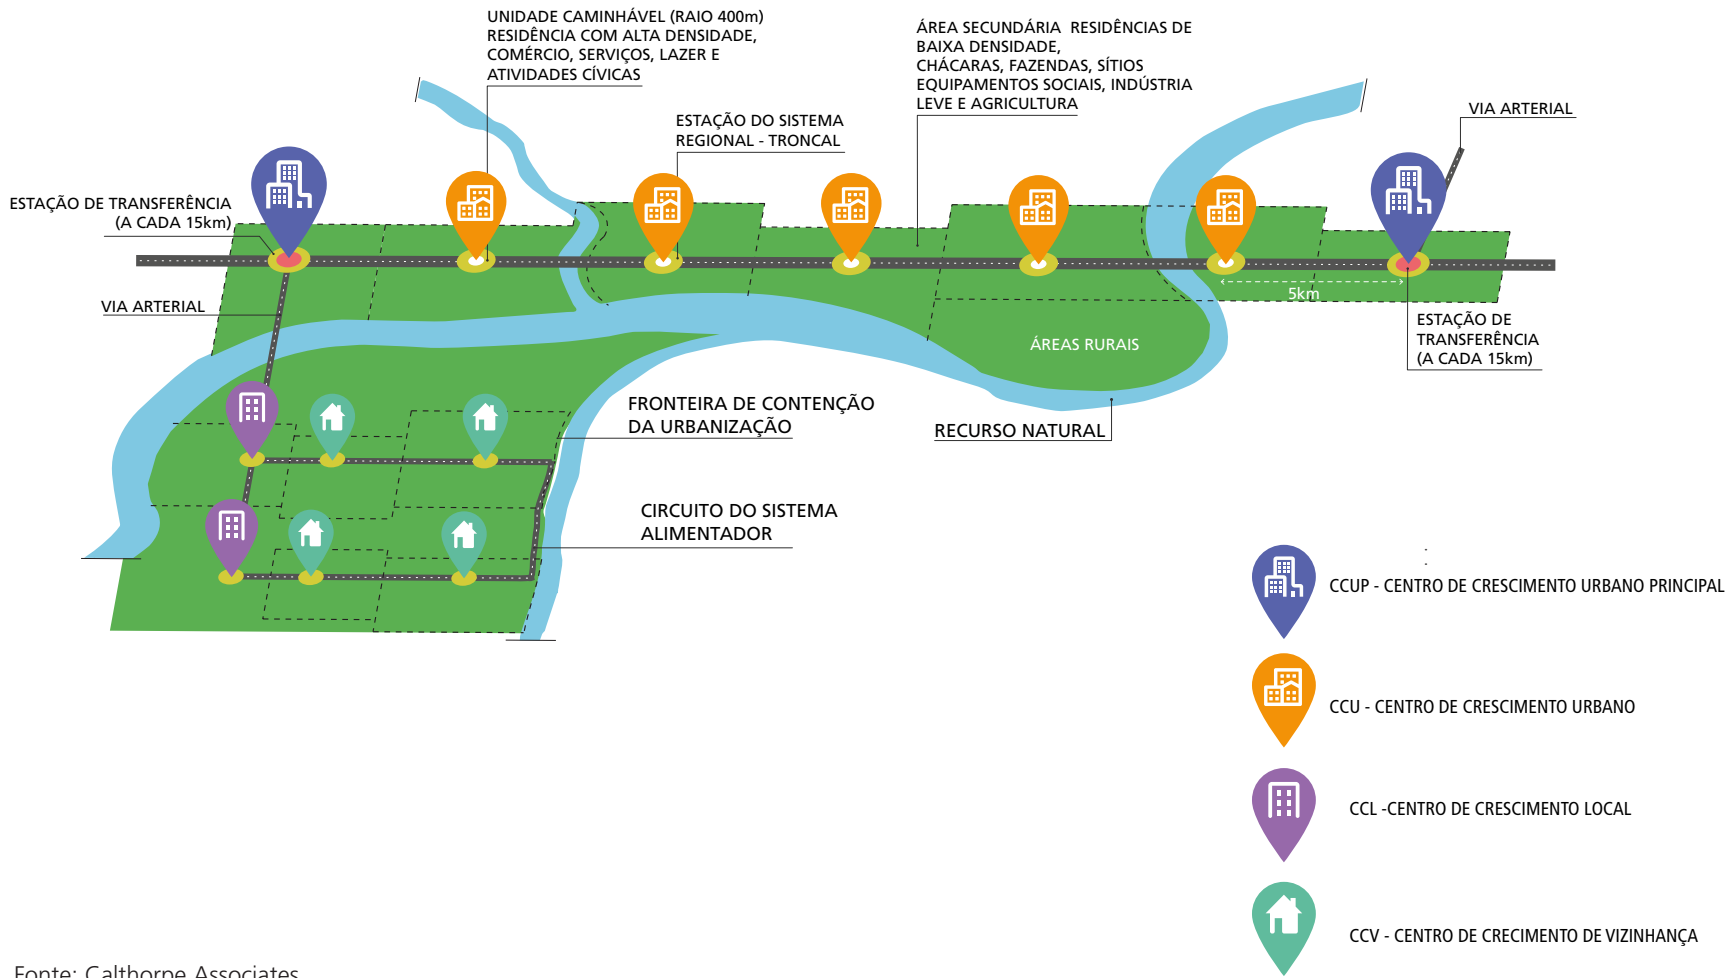 UNIDADE CAMINHÁVEL (RAIO 400m)
RESIDÊNCIA COM ALTA DENSIDADE,
COMÉRCIO, SERVIÇOS, LAZER E
ATIVIDADES CÍVICAS
ÁREA SECUNDÁRIA RESIDÊNCIAS DE
BAIXA DENSIDADE,
CHÁCARAS, FAZENDAS, SÍTIOS
EQUIPAMENTOS SOCIAIS, INDÚSTRIA
LEVE E AGRICULTURA
ESTAÇÃO DO SISTEMA
REGIONAL - TRONCAL
VIA ARTERIAL
ESTAÇÃO DE TRANSFERÊNCIA
(A CADA 15km)
VIA ARTERIAL
5km
ESTAÇÃO DE
TRANSFERÊNCIA
(A CADA 15km)
ÁREAS RURAIS
FRONTEIRA DE CONTENÇÃO
DA URBANIZAÇÃO
RECURSO NATURAL
CIRCUITO DO SISTEMA
ALIMENTADOR
CCUP - CENTRO DE CRESCIMENTO URBANO PRINCIPAL
CCU - CENTRO DE CRESCIMENTO URBANO
CCL -CENTRO DE CRESCIMENTO LOCAL
CCV - CENTRO DE CRECIMENTO DE VIZINHANÇA
Fonte: Calthorpe Associates